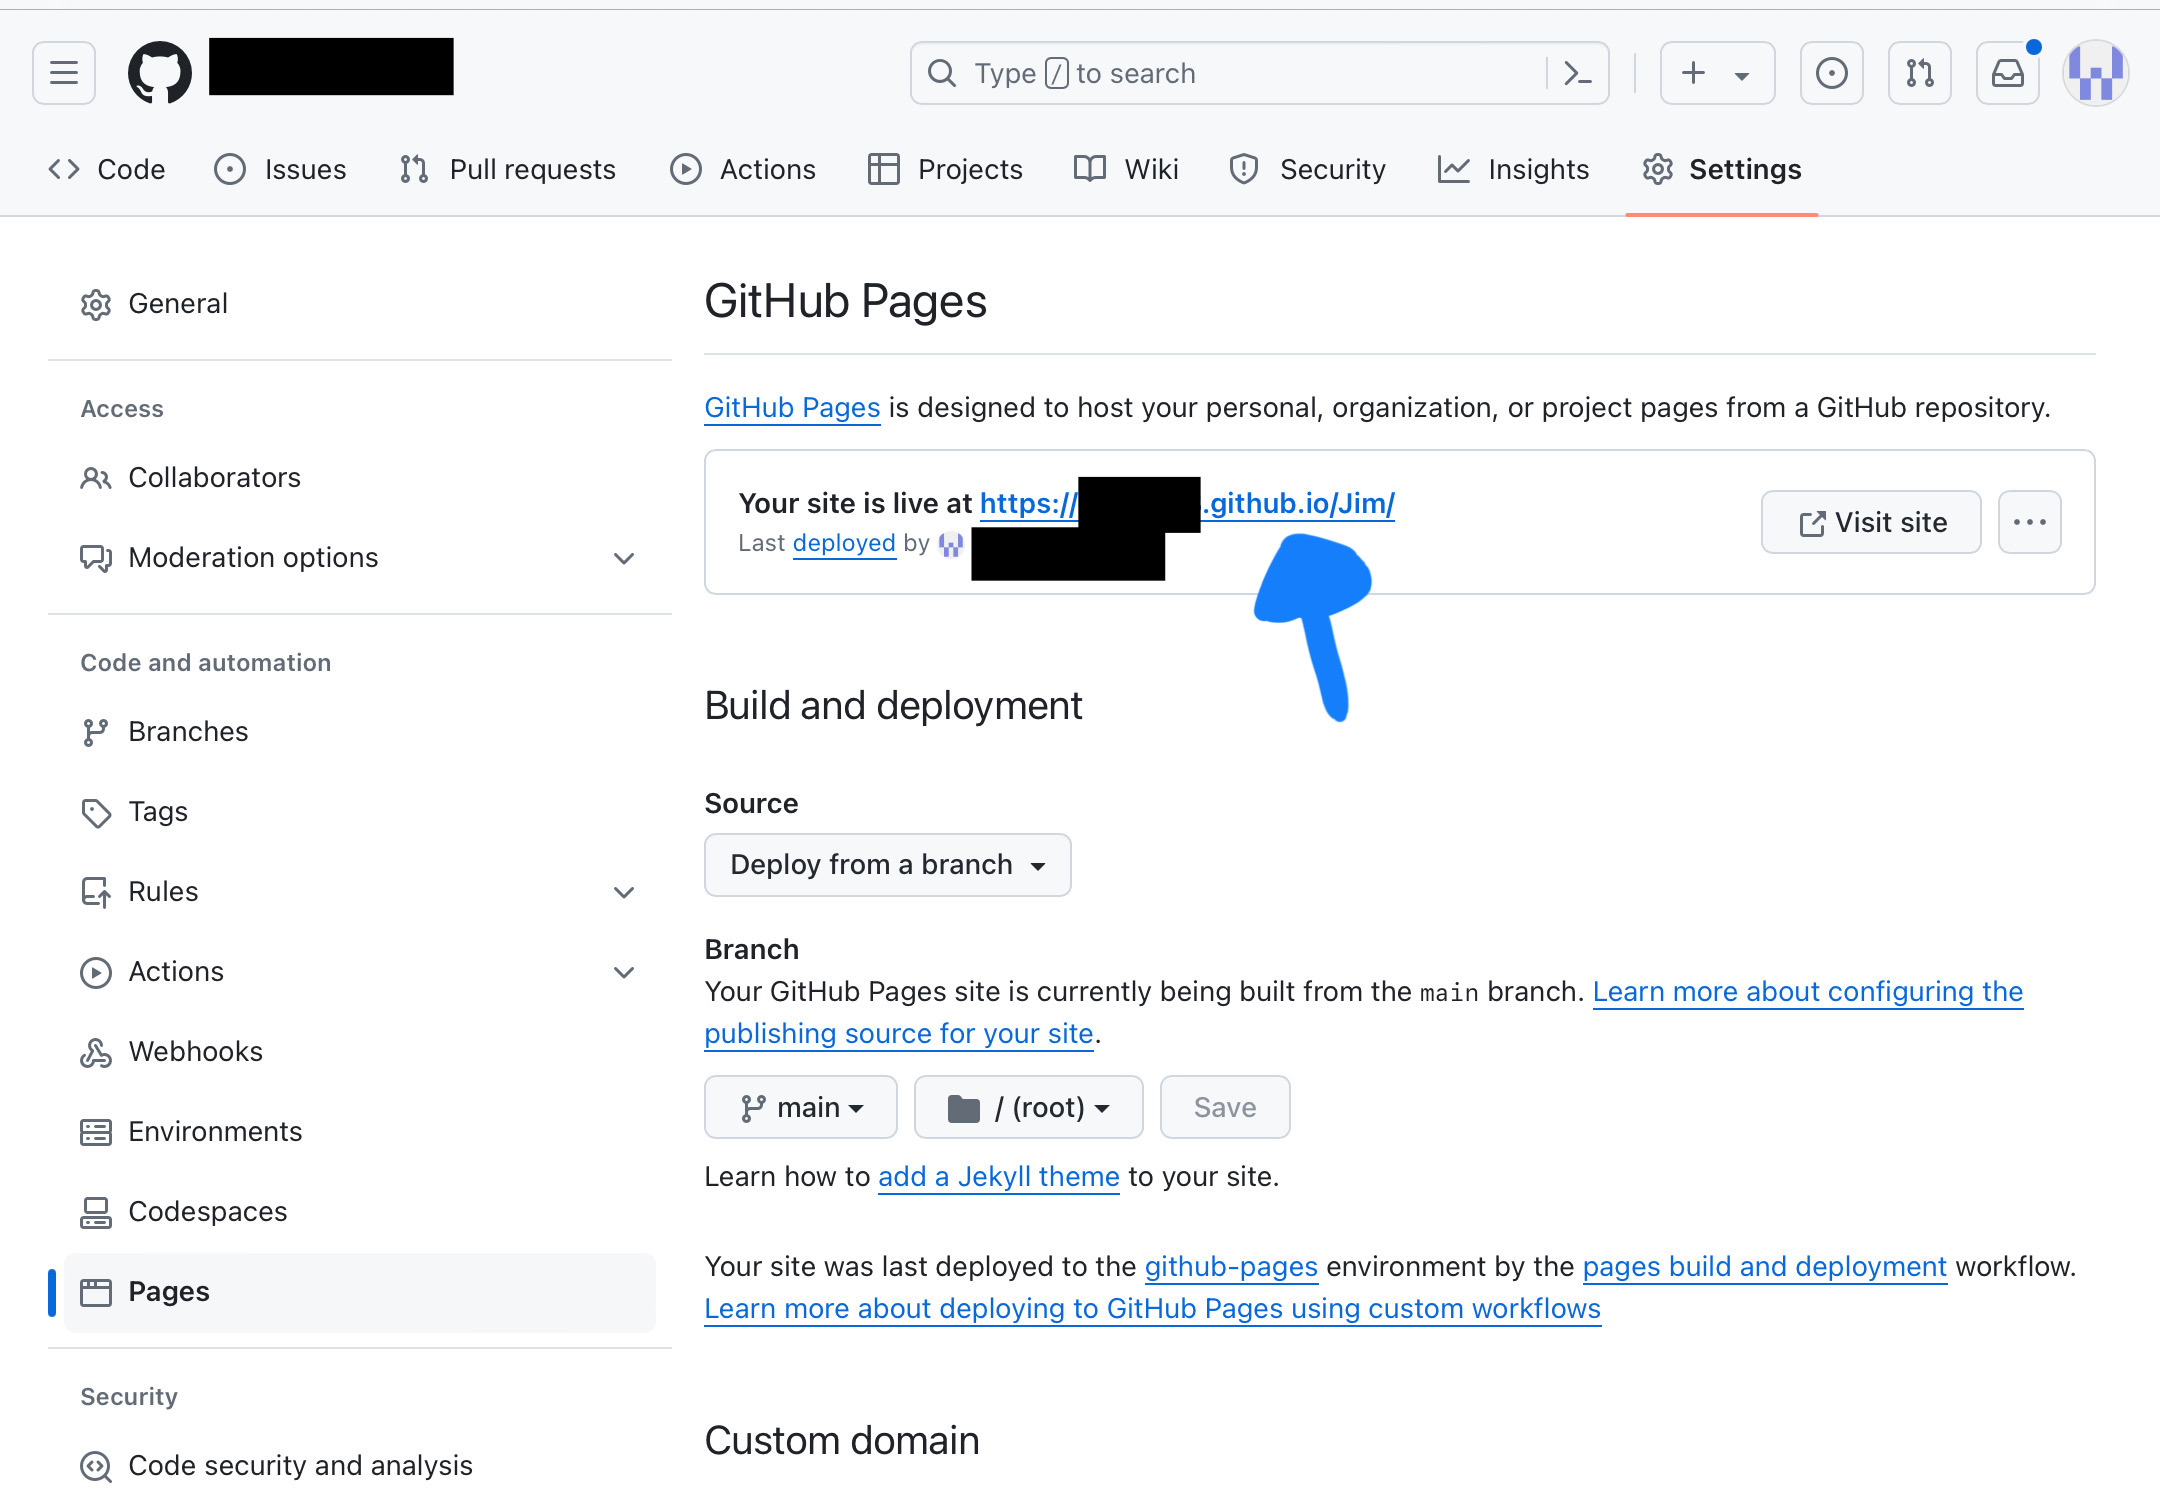 Type / to search
Code Issues Pull requests Actions Projects Wiki Security Insights Settings
General
Access
Collaborators
Moderation options
Code and automation
Branches
Tags
Rules
Actions
Webhooks
Environments
Codespaces
Pages
Security
Code security and analysis
GitHub Pages
GitHub Pages is designed to host your personal, organization, or project pages from a GitHub repository.
Your site is live at https:// .github.io/Jim/
Last deployed by
Visit site
Build and deployment
Source
Deploy from a branch
Branch
Your GitHub Pages site is currently being built from the main branch. Learn more about configuring the
publishing source for your site.
main / (root) Save
Learn how to add a Jekyll theme to your site.
Your site was last deployed to the github-pages environment by the pages build and deployment workflow.
Learn more about deploying to GitHub Pages using custom workflows
Custom domain